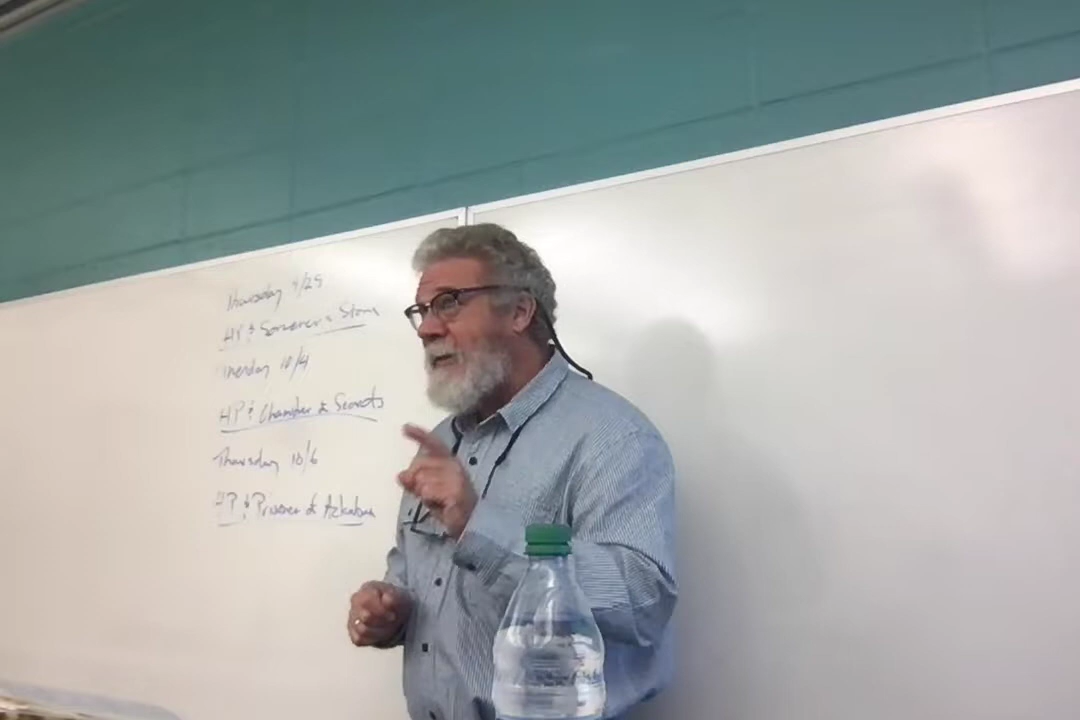 Thursday 9/29
HP & Sorcerer's Stone
Tuesday 10/4
HP & Chamber of Secrets
Thursday 10/6
HP & Prisoner of Azkaban